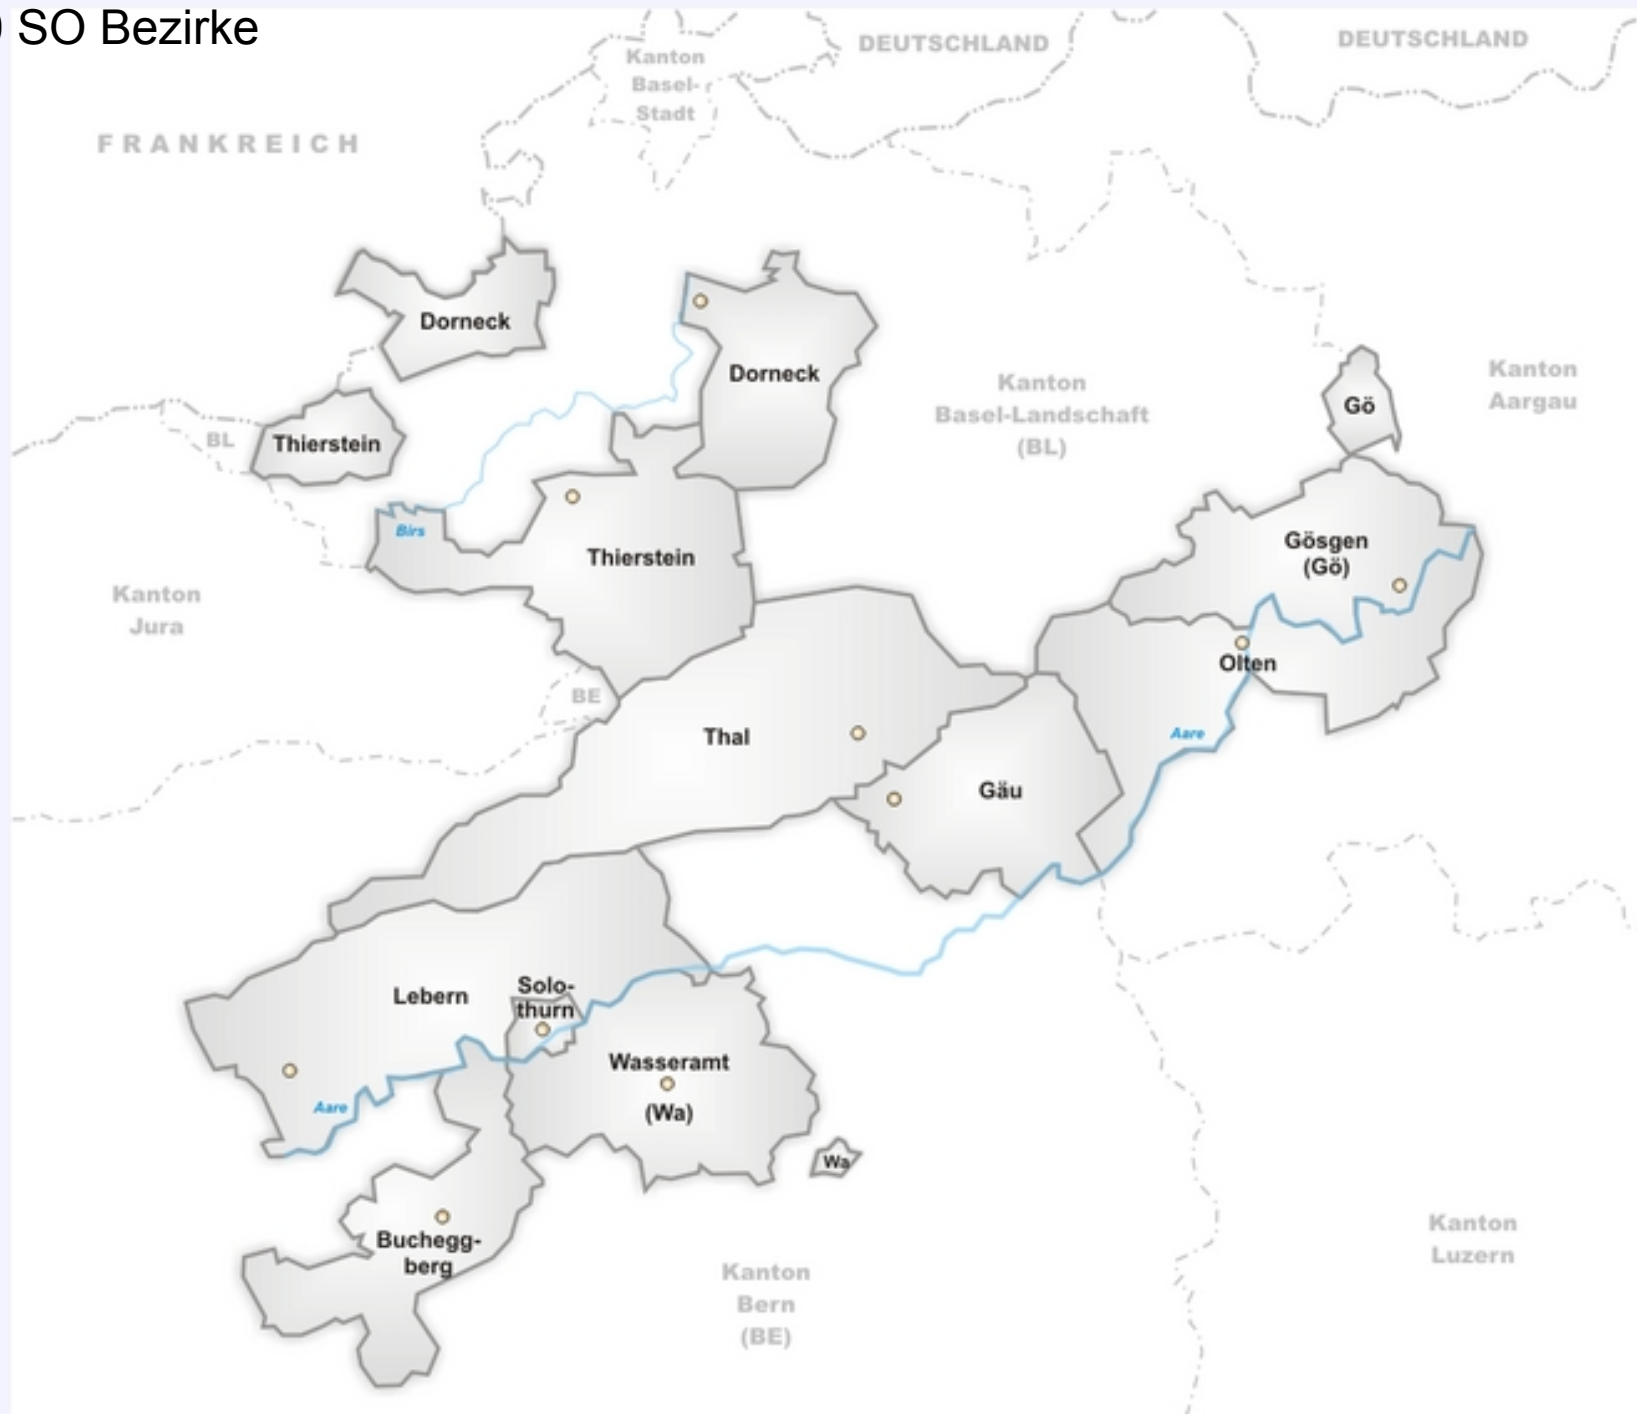 ) SO Bezirke
DEUTSCHLAND
DEUTSCHLAND
Kanton
Basel-
Stadt
FRANKREICH
Dorneck
Dorneck
Kanton
Basel-Landschaft
(BL)
Kanton
Aargau
Gö
BL
Thierstein
Birs
Thierstein
Gösgen
(Gö)
Kanton
Jura
Olten
BE
Thal
Aare
Gäu
Lebern
Solo-
thurn
Wasseramt
(Wa)
Aare
Wa
Buchegg-
berg
Kanton
Bern
(BE)
Kanton
Luzern